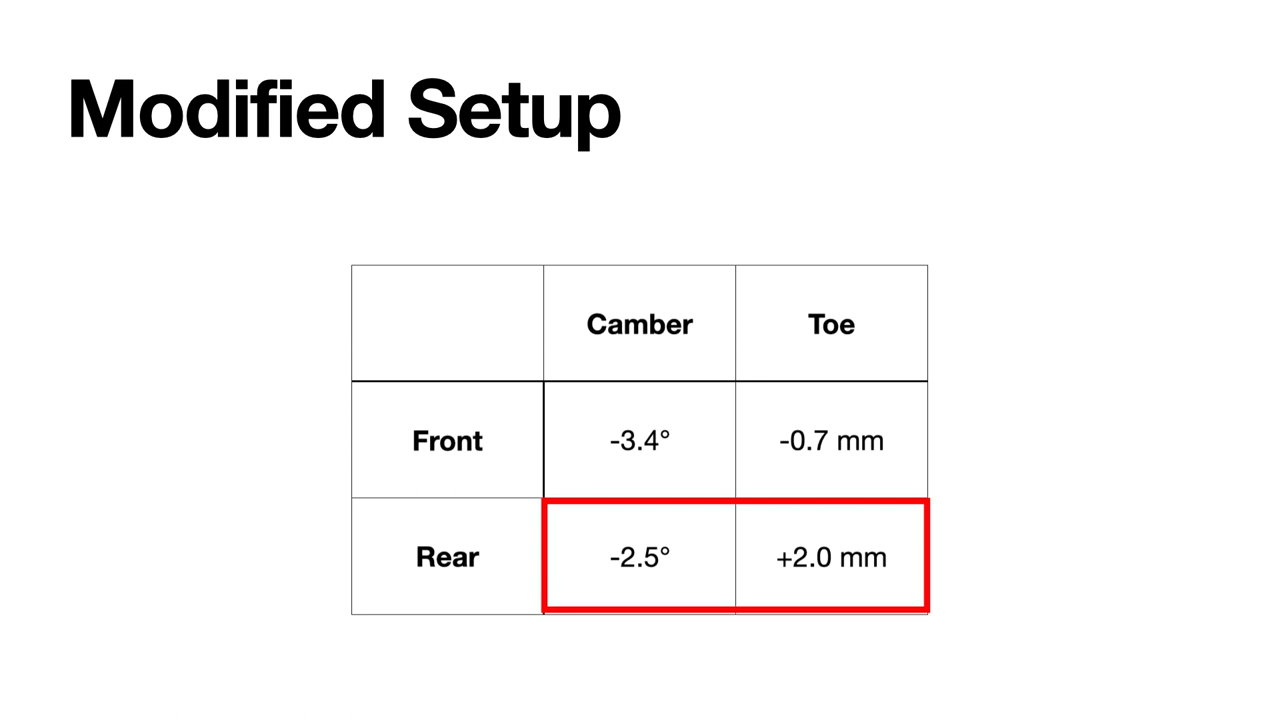 Modified Setup
Camber Toe
Front -3.4° -0.7 mm
Rear -2.5° +2.0 mm